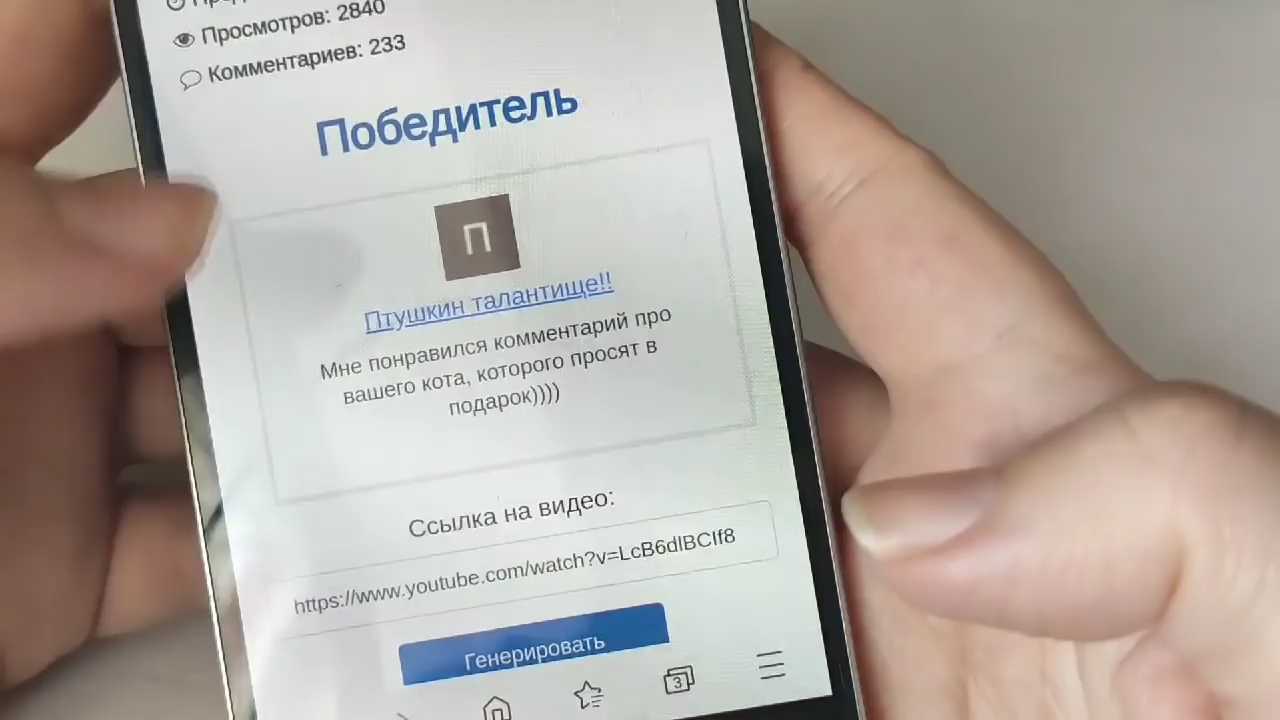 Просмотров: 2840
Комментариев: 233
Победитель
П
Птушкин талантище!!
Мне понравился комментарий про
вашего кота, которого просят в
подарок))))
Ссылка на видео:
https://www.youtube.com/watch?v=LcB6dlBCIf8
Генерировать
3